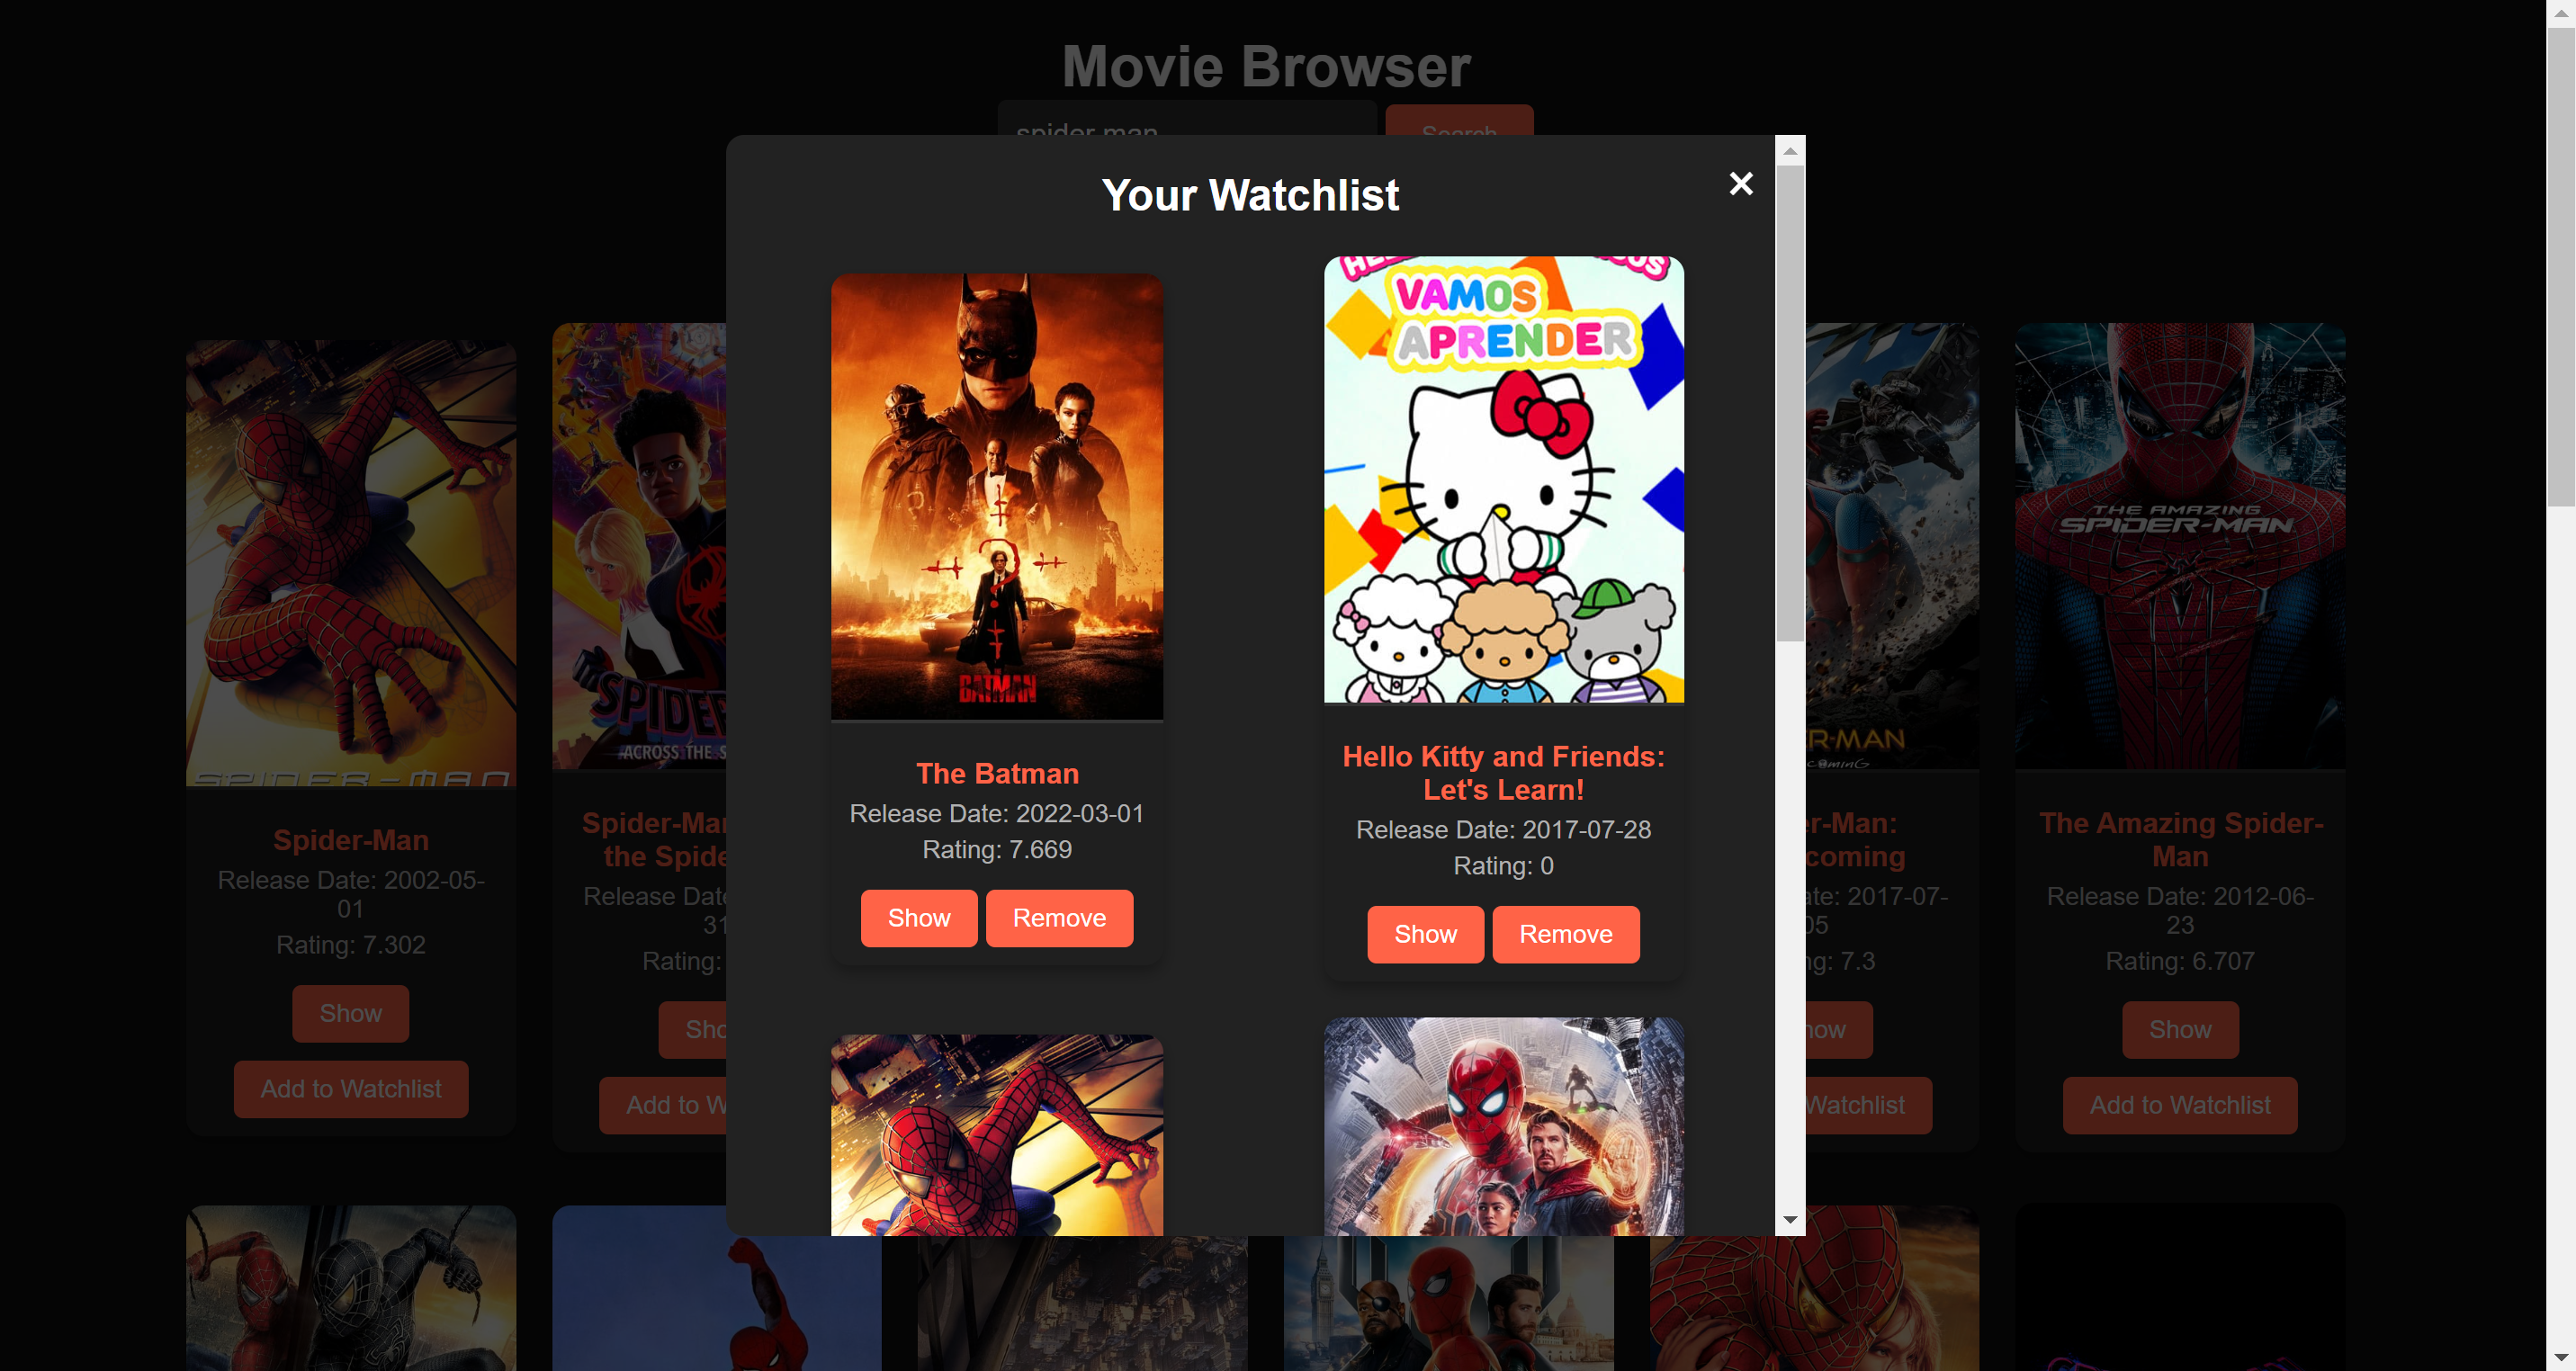 Movie Browser
spider man
Search
Your Watchlist
×
VAMOS
APRENDER
BATMAN
The Batman
Release Date: 2022-03-01
Rating: 7.669
Show
Remove
Hello Kitty and Friends:
Let's Learn!
Release Date: 2017-07-28
Rating: 0
Show
Remove
SPIDER-MAN
Spider-Man
Release Date: 2002-05-
01
Rating: 7.302
Show
Add to Watchlist
SPIDE
ACROSS THE S
Spider-Ma
the Spide
Release Dat
31
Rating:
Sho
Add to W
ER-MAN
COMING
r-Man:
coming
ate: 2017-07-
05
ng: 7.3
how
Watchlist
THE AMAZING
SPIDER-MAN
The Amazing Spider-
Man
Release Date: 2012-06-
23
Rating: 6.707
Show
Add to Watchlist